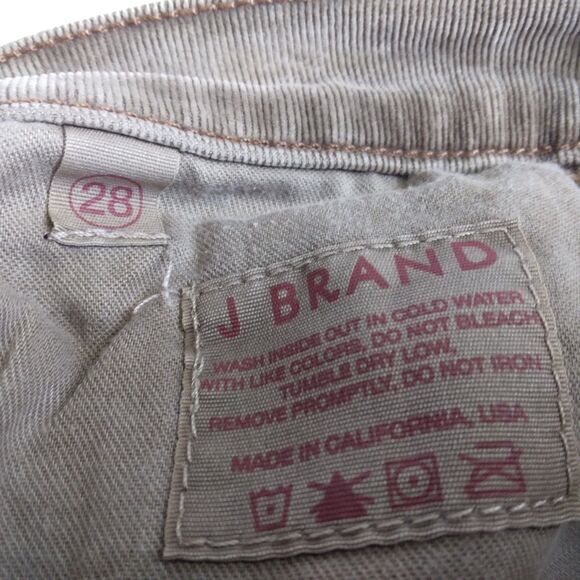 28
J BRAND
WASH INSIDE OUT IN COLD WATER
WITH LIKE COLORS, DO NOT BLEACH
TUMBLE DRY LOW,
REMOVE PROMPTLY, DO NOT IRON
MADE IN CALIFORNIA, USA